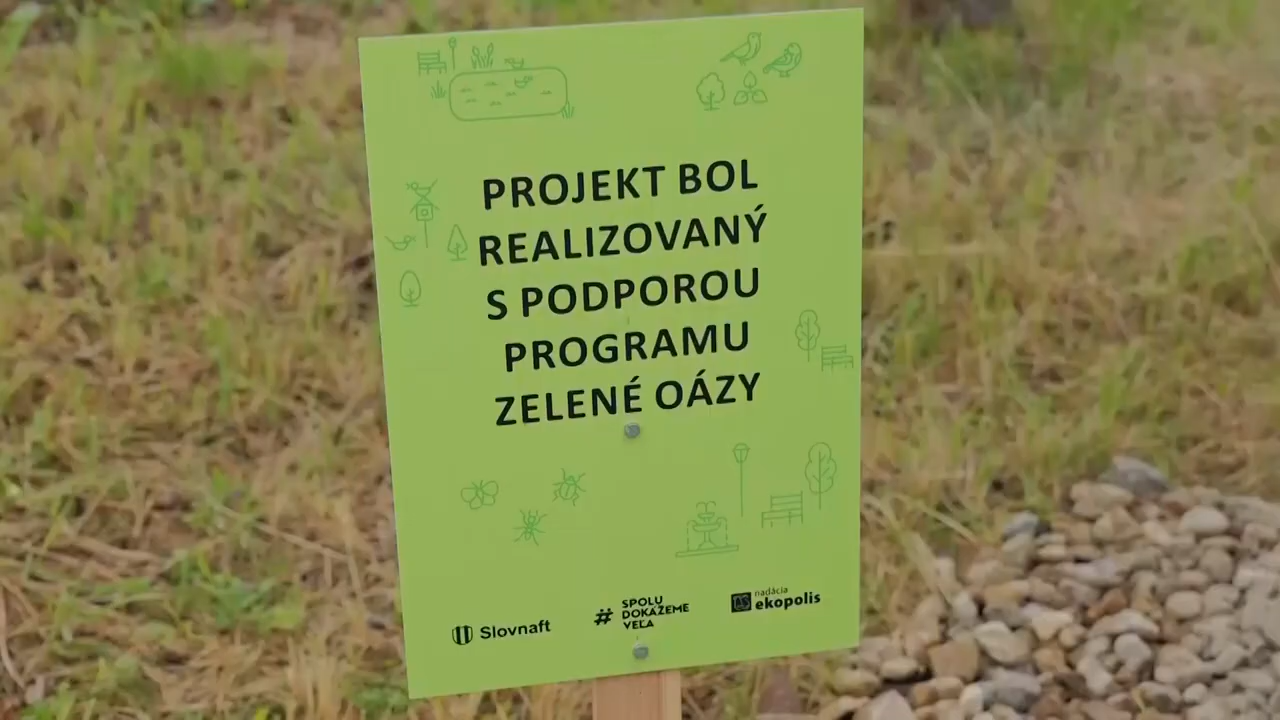 PROJEKT BOL
REALIZOVANÝ
S PODPOROU
PROGRAMU
ZELENÉ OÁZY
Slovnaft
# SPOLU
DOKÁŽEME
VEĽA
nadácia
ekopolis